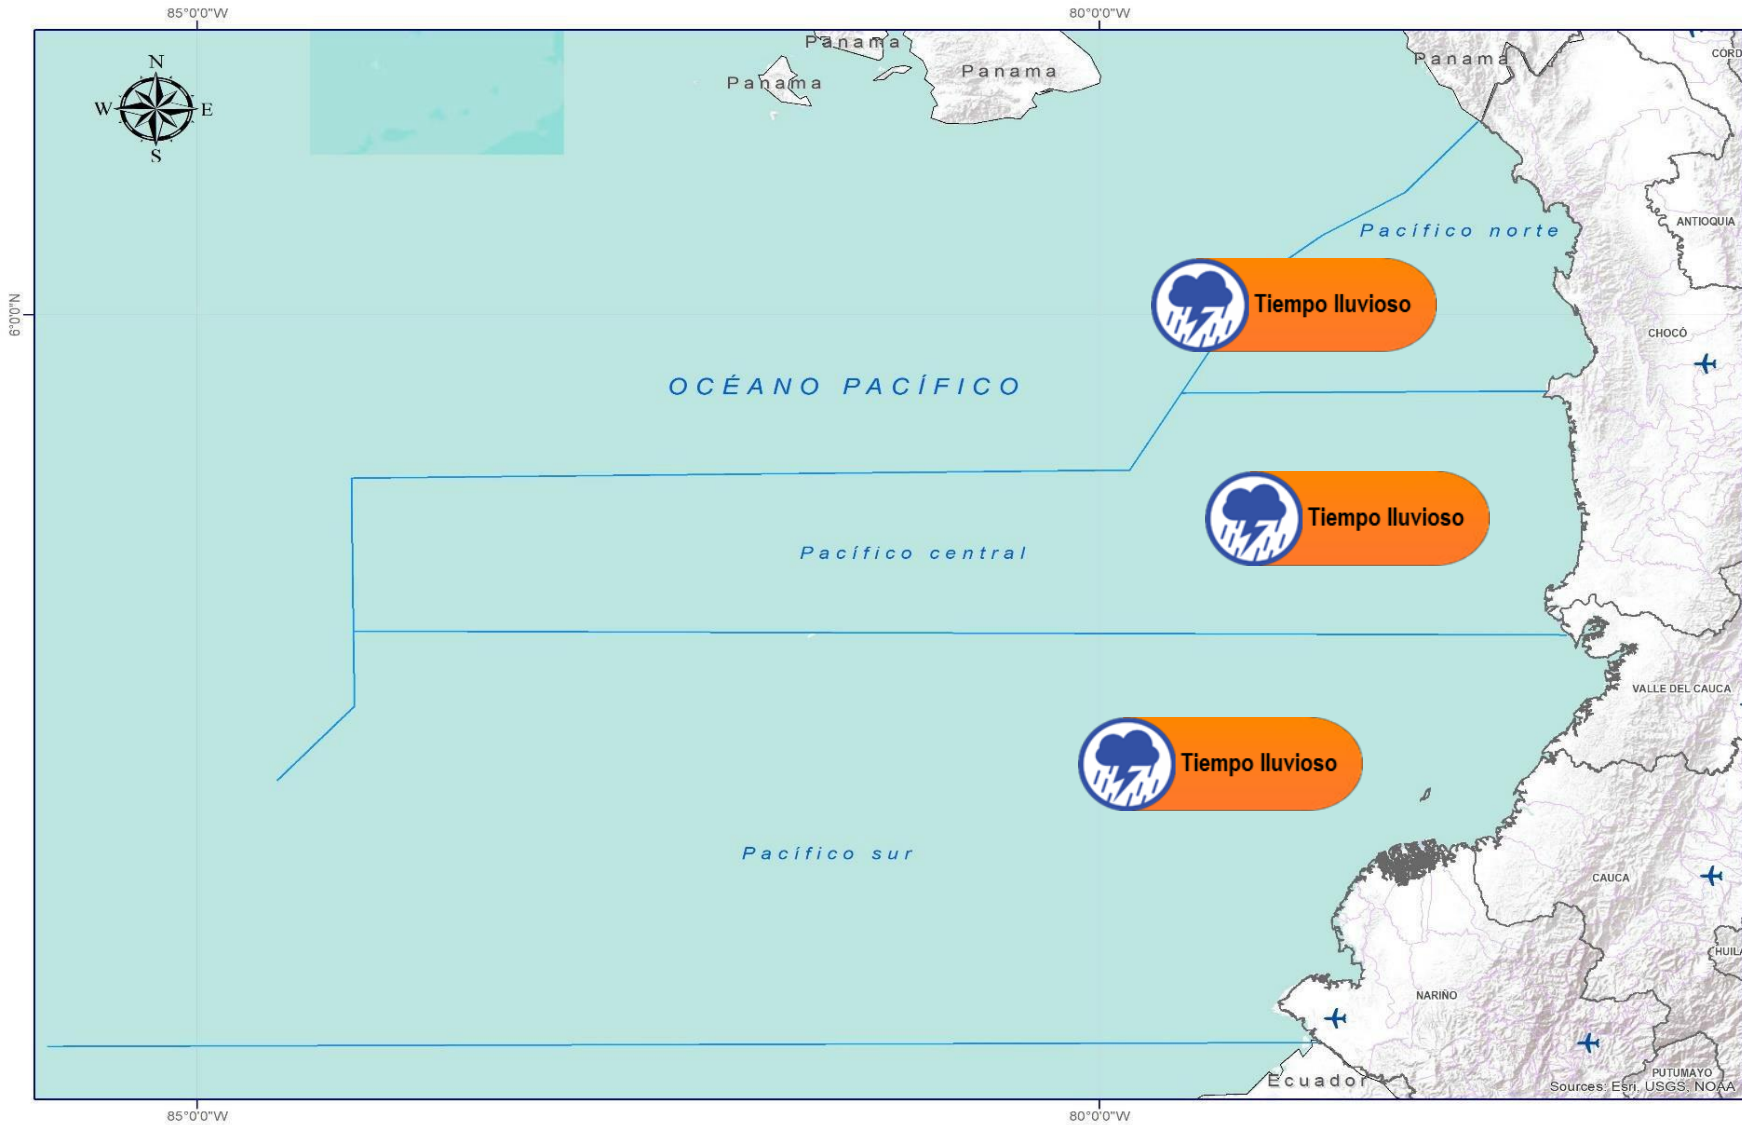 85°0'0"W
80°0'0"W
Panama
Panama
Panama
Panama
N
W
E
S
ANTIOQUIA
Pacífico norte
6°0'0"N
Tiempo lluvioso
CHOCÓ
OCÉANO PACÍFICO
Tiempo lluvioso
Pacífico central
VALLE DEL CAUCA
Tiempo lluvioso
Pacífico sur
CAUCA
NARIÑO
PUTUMAYO
Ecuador
Sources: Esri, USGS, NOAA
85°0'0"W
80°0'0"W